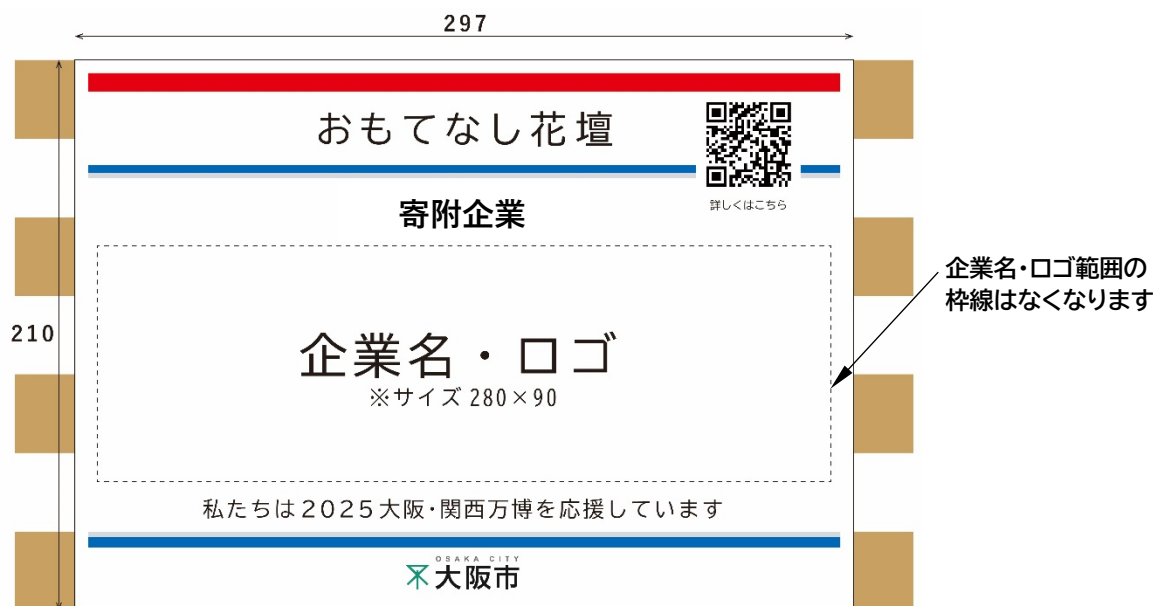 297
おもてなし花壇
詳しくはこちら
寄附企業
企業名・ロゴ範囲の
枠線はなくなります
210
企業名・ロゴ
※サイズ280×90
私たちは2025大阪・関西万博を応援しています
OSAKA CITY
大阪市